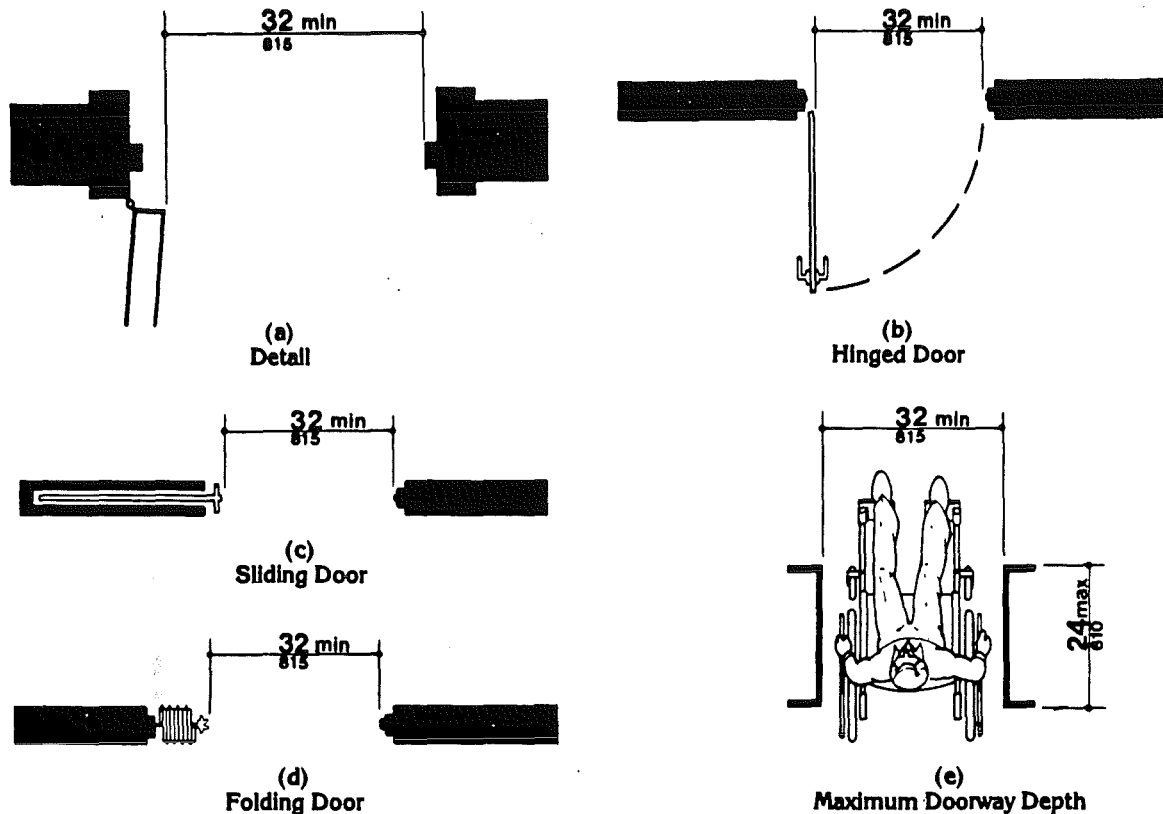 32 min
815
(a)
Detail
32 min
815
(b)
Hinged Door
32 min
815
(c)
Sliding Door
32 min
815
(d)
Folding Door
32 min
815
24 max
610
(e)
Maximum Doorway Depth